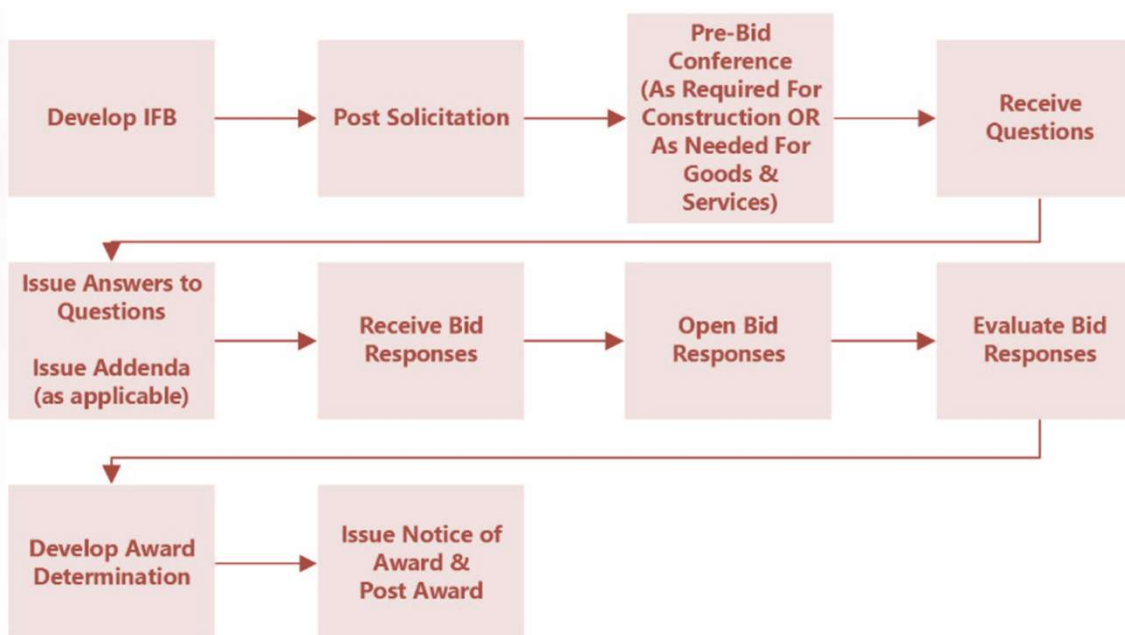 Develop IFB
Post Solicitation
Pre-Bid
Conference
(As Required For
Construction OR
As Needed For
Goods &
Services)
Receive
Questions
Issue Answers to
Questions
Issue Addenda
(as applicable)
Receive Bid
Responses
Open Bid
Responses
Evaluate Bid
Responses
Develop Award
Determination
Issue Notice of
Award &
Post Award